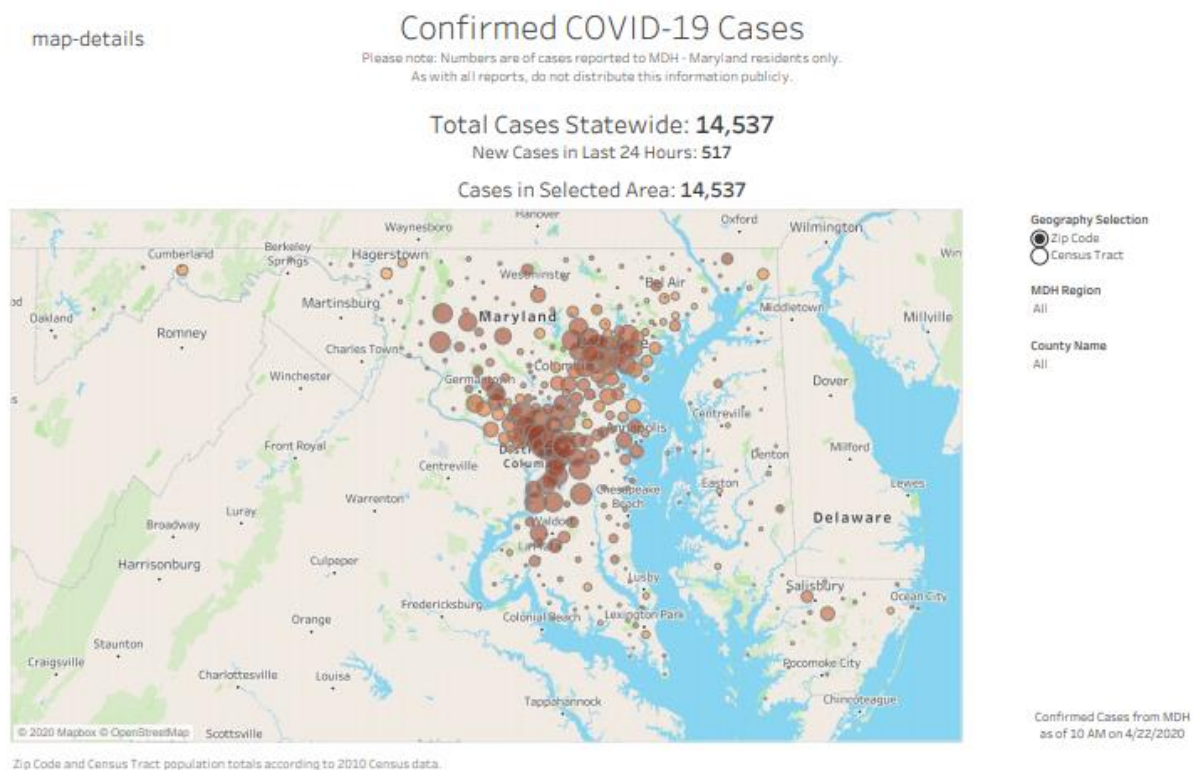 map-details
Confirmed COVID-19 Cases
Please note: Numbers are of cases reported to MDH - Maryland residents only.
As with all reports, do not distribute this information publicly.
Total Cases Statewide: 14,537
New Cases in Last 24 Hours: 517
Cases in Selected Area: 14,537
Hanover
Waynesboro
Oxford
Wilmington
Cumberland
Berkeley
Springs
Hagerstown
Westminster
Bel Air
Martinsburg
Middletown
Oakland
Romney
Maryland
Millville
Charles Town
Columbia
Winchester
Germantown
Dover
Centreville
Annapolis
Front Royal
Centreville
Denton
Milford
Easton
Lewes
Warrenton
Chesapeake
Beach
Luray
Broadway
Waldorf
Delaware
Harrisonburg
Culpeper
La Plata
Lusby
Salisbury
Ocean City
Fredericksburg
Colonial Beach
Lexington Park
Orange
Staunton
Craigsville
Pocomoke City
Charlottesville
Louisa
Tappahannock
Chincoteague
© 2020 Mapbox © OpenStreetMap
Scottsville
Geography Selection
Zip Code
Census Tract
MDH Region
All
County Name
All
Confirmed Cases from MDH
as of 10 AM on 4/22/2020
Zip Code and Census Tract population totals according to 2010 Census data.